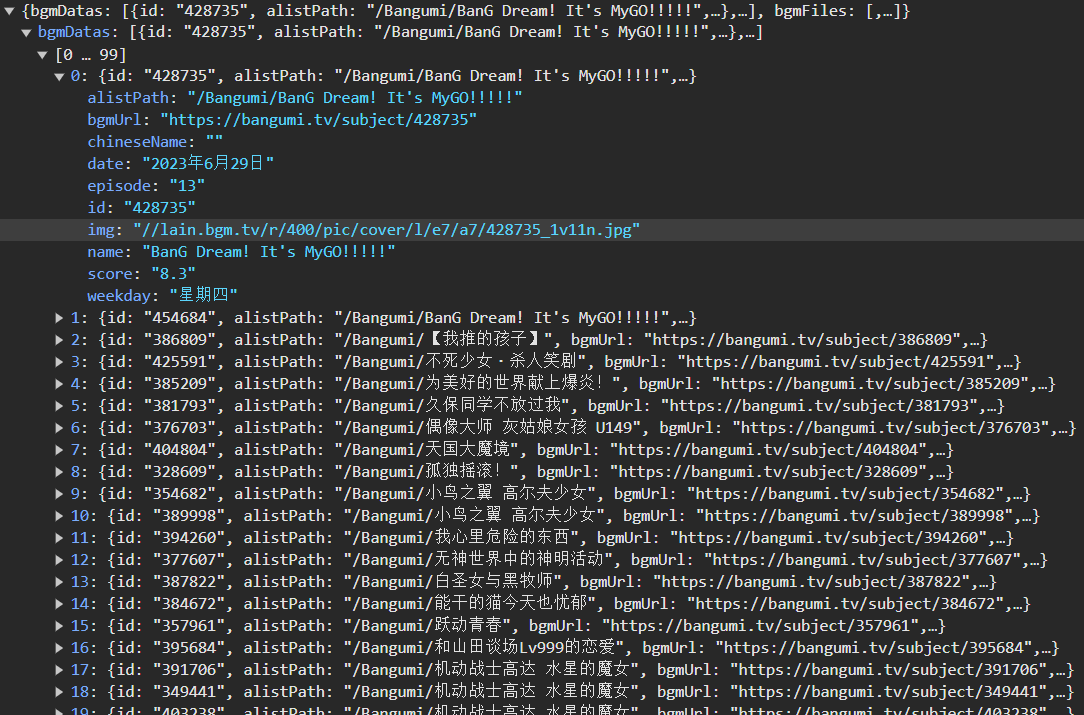 {bgmDatas: [{id: "428735", alistPath: "/Bangumi/BanG Dream! It's MyGO!!!!!",…},…], bgmFiles: [,…]}
bgmDatas: [{id: "428735", alistPath: "/Bangumi/BanG Dream! It's MyGO!!!!!",…},…]
[0 … 99]
0: {id: "428735", alistPath: "/Bangumi/BanG Dream! It's MyGO!!!!!",…}
alistPath: "/Bangumi/BanG Dream! It's MyGO!!!!!"
bgmUrl: "https://bangumi.tv/subject/428735"
chineseName: ""
date: "2023年6月29日"
episode: "13"
id: "428735"
img: "//lain.bgm.tv/r/400/pic/cover/l/e7/a7/428735_1v11n.jpg"
name: "BanG Dream! It's MyGO!!!!!"
score: "8.3"
weekday: "星期四"
1: {id: "454684", alistPath: "/Bangumi/BanG Dream! It's MyGO!!!!!",…}
2: {id: "386809", alistPath: "/Bangumi/【我推的孩子】", bgmUrl: "https://bangumi.tv/subject/386809",…}
3: {id: "425591", alistPath: "/Bangumi/不死少女·杀人笑剧", bgmUrl: "https://bangumi.tv/subject/425591",…}
4: {id: "385209", alistPath: "/Bangumi/为美好的世界献上爆炎！", bgmUrl: "https://bangumi.tv/subject/385209",…}
5: {id: "381793", alistPath: "/Bangumi/久保同学不放过我", bgmUrl: "https://bangumi.tv/subject/381793",…}
6: {id: "376703", alistPath: "/Bangumi/偶像大师 灰姑娘女孩 U149", bgmUrl: "https://bangumi.tv/subject/376703",…}
7: {id: "404804", alistPath: "/Bangumi/天国大魔境", bgmUrl: "https://bangumi.tv/subject/404804",…}
8: {id: "328609", alistPath: "/Bangumi/孤独摇滚！", bgmUrl: "https://bangumi.tv/subject/328609",…}
9: {id: "354682", alistPath: "/Bangumi/小鸟之翼 高尔夫少女", bgmUrl: "https://bangumi.tv/subject/354682",…}
10: {id: "389998", alistPath: "/Bangumi/小鸟之翼 高尔夫少女", bgmUrl: "https://bangumi.tv/subject/389998",…}
11: {id: "394260", alistPath: "/Bangumi/我心里危险的东西", bgmUrl: "https://bangumi.tv/subject/394260",…}
12: {id: "377607", alistPath: "/Bangumi/无神世界中的神明活动", bgmUrl: "https://bangumi.tv/subject/377607",…}
13: {id: "387822", alistPath: "/Bangumi/白圣女与黑牧师", bgmUrl: "https://bangumi.tv/subject/387822",…}
14: {id: "384672", alistPath: "/Bangumi/能干的猫今天也忧郁", bgmUrl: "https://bangumi.tv/subject/384672",…}
15: {id: "357961", alistPath: "/Bangumi/跃动青春", bgmUrl: "https://bangumi.tv/subject/357961",…}
16: {id: "395684", alistPath: "/Bangumi/和山田谈场Lv999的恋爱", bgmUrl: "https://bangumi.tv/subject/395684",…}
17: {id: "391706", alistPath: "/Bangumi/机动战士高达 水星的魔女", bgmUrl: "https://bangumi.tv/subject/391706",…}
18: {id: "349441", alistPath: "/Bangumi/机动战士高达 水星的魔女", bgmUrl: "https://bangumi.tv/subject/349441",…}
19: {id: "403238", alistPath: "/Bangumi/机动战士高达 水星的魔女", bgmUrl: "https://bangumi.tv/subject/403238",…}